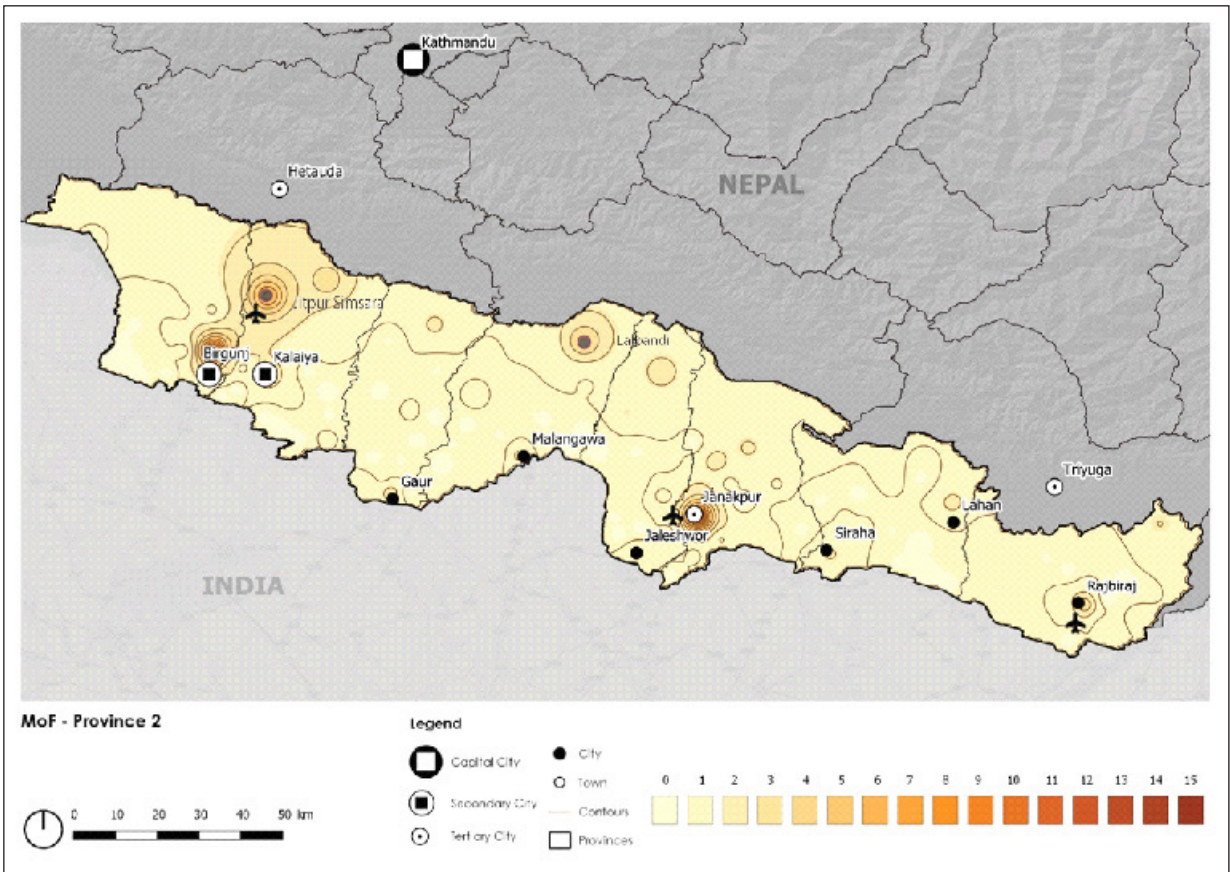 Kathmandu
Hetauda
NEPAL
Jitpur Simsara
Lalbandi
Birgunj
Kalaiya
Malangawa
Gaur
Triyuga
Janakpur
Lahan
Siraha
Jaleshwor
INDIA
Rajbiraj
MoF - Province 2
Legend
Capital City
City
Town
Secondary City
Contours
Tertiary City
Provinces
0 1 2 3 4 5 6 7 8 9 10 11 12 13 14 15
0 10 20 30 40 50 km